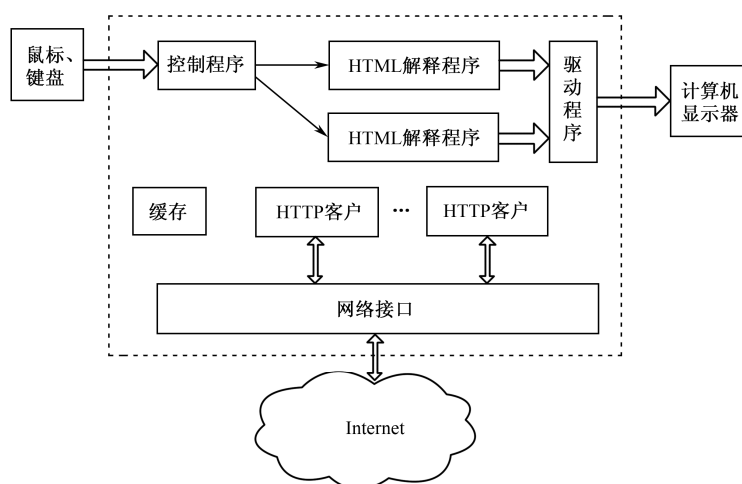 鼠标、
键盘
控制程序
HTML解释程序
驱动程序
计算机
显示器
HTML解释程序
缓存
HTTP客户
···
HTTP客户
网络接口
Internet